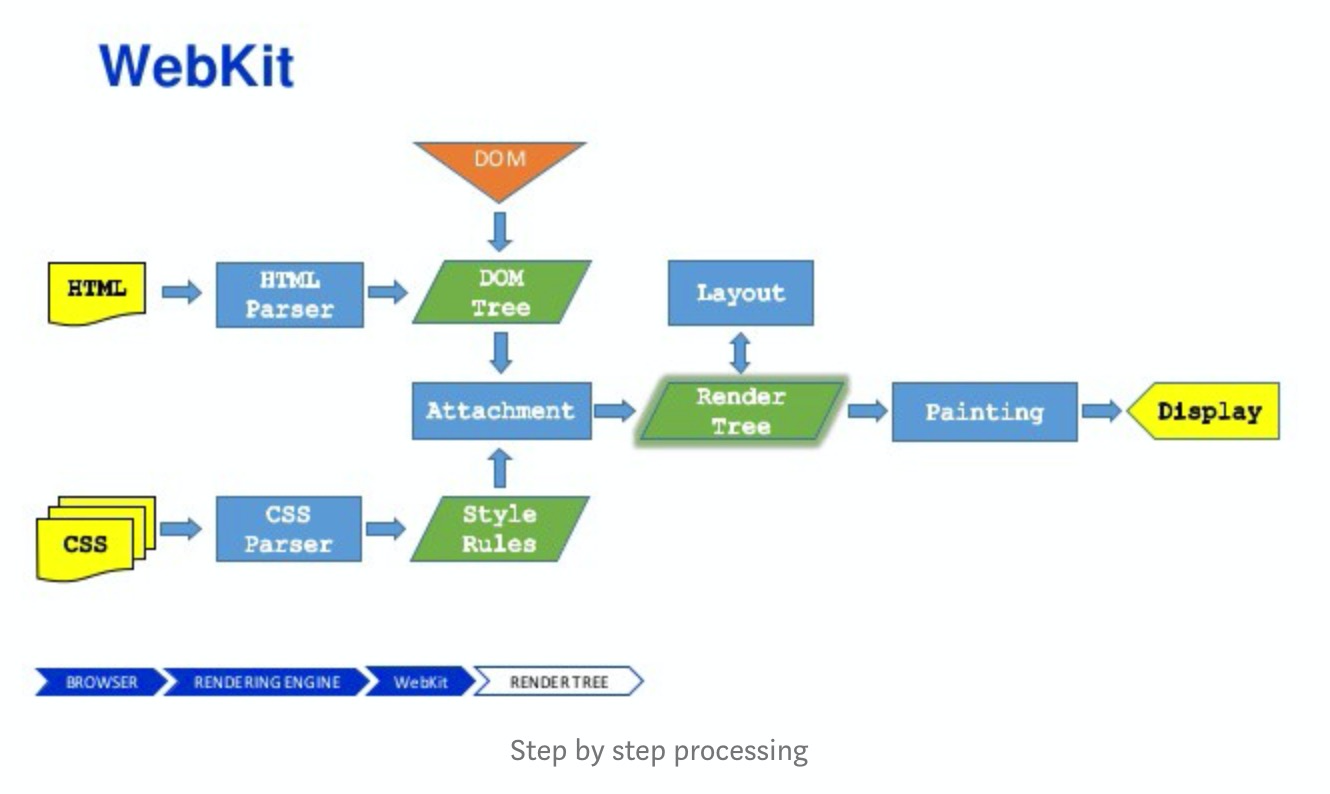 WebKit
DOM
HTML
HTML
Parser
DOM
Tree
Layout
Attachment
Render
Tree
Painting
Display
CSS
CSS
Parser
Style
Rules
BROWSER
RENDERING ENGINE
WebKit
RENDER TREE
Step by step processing